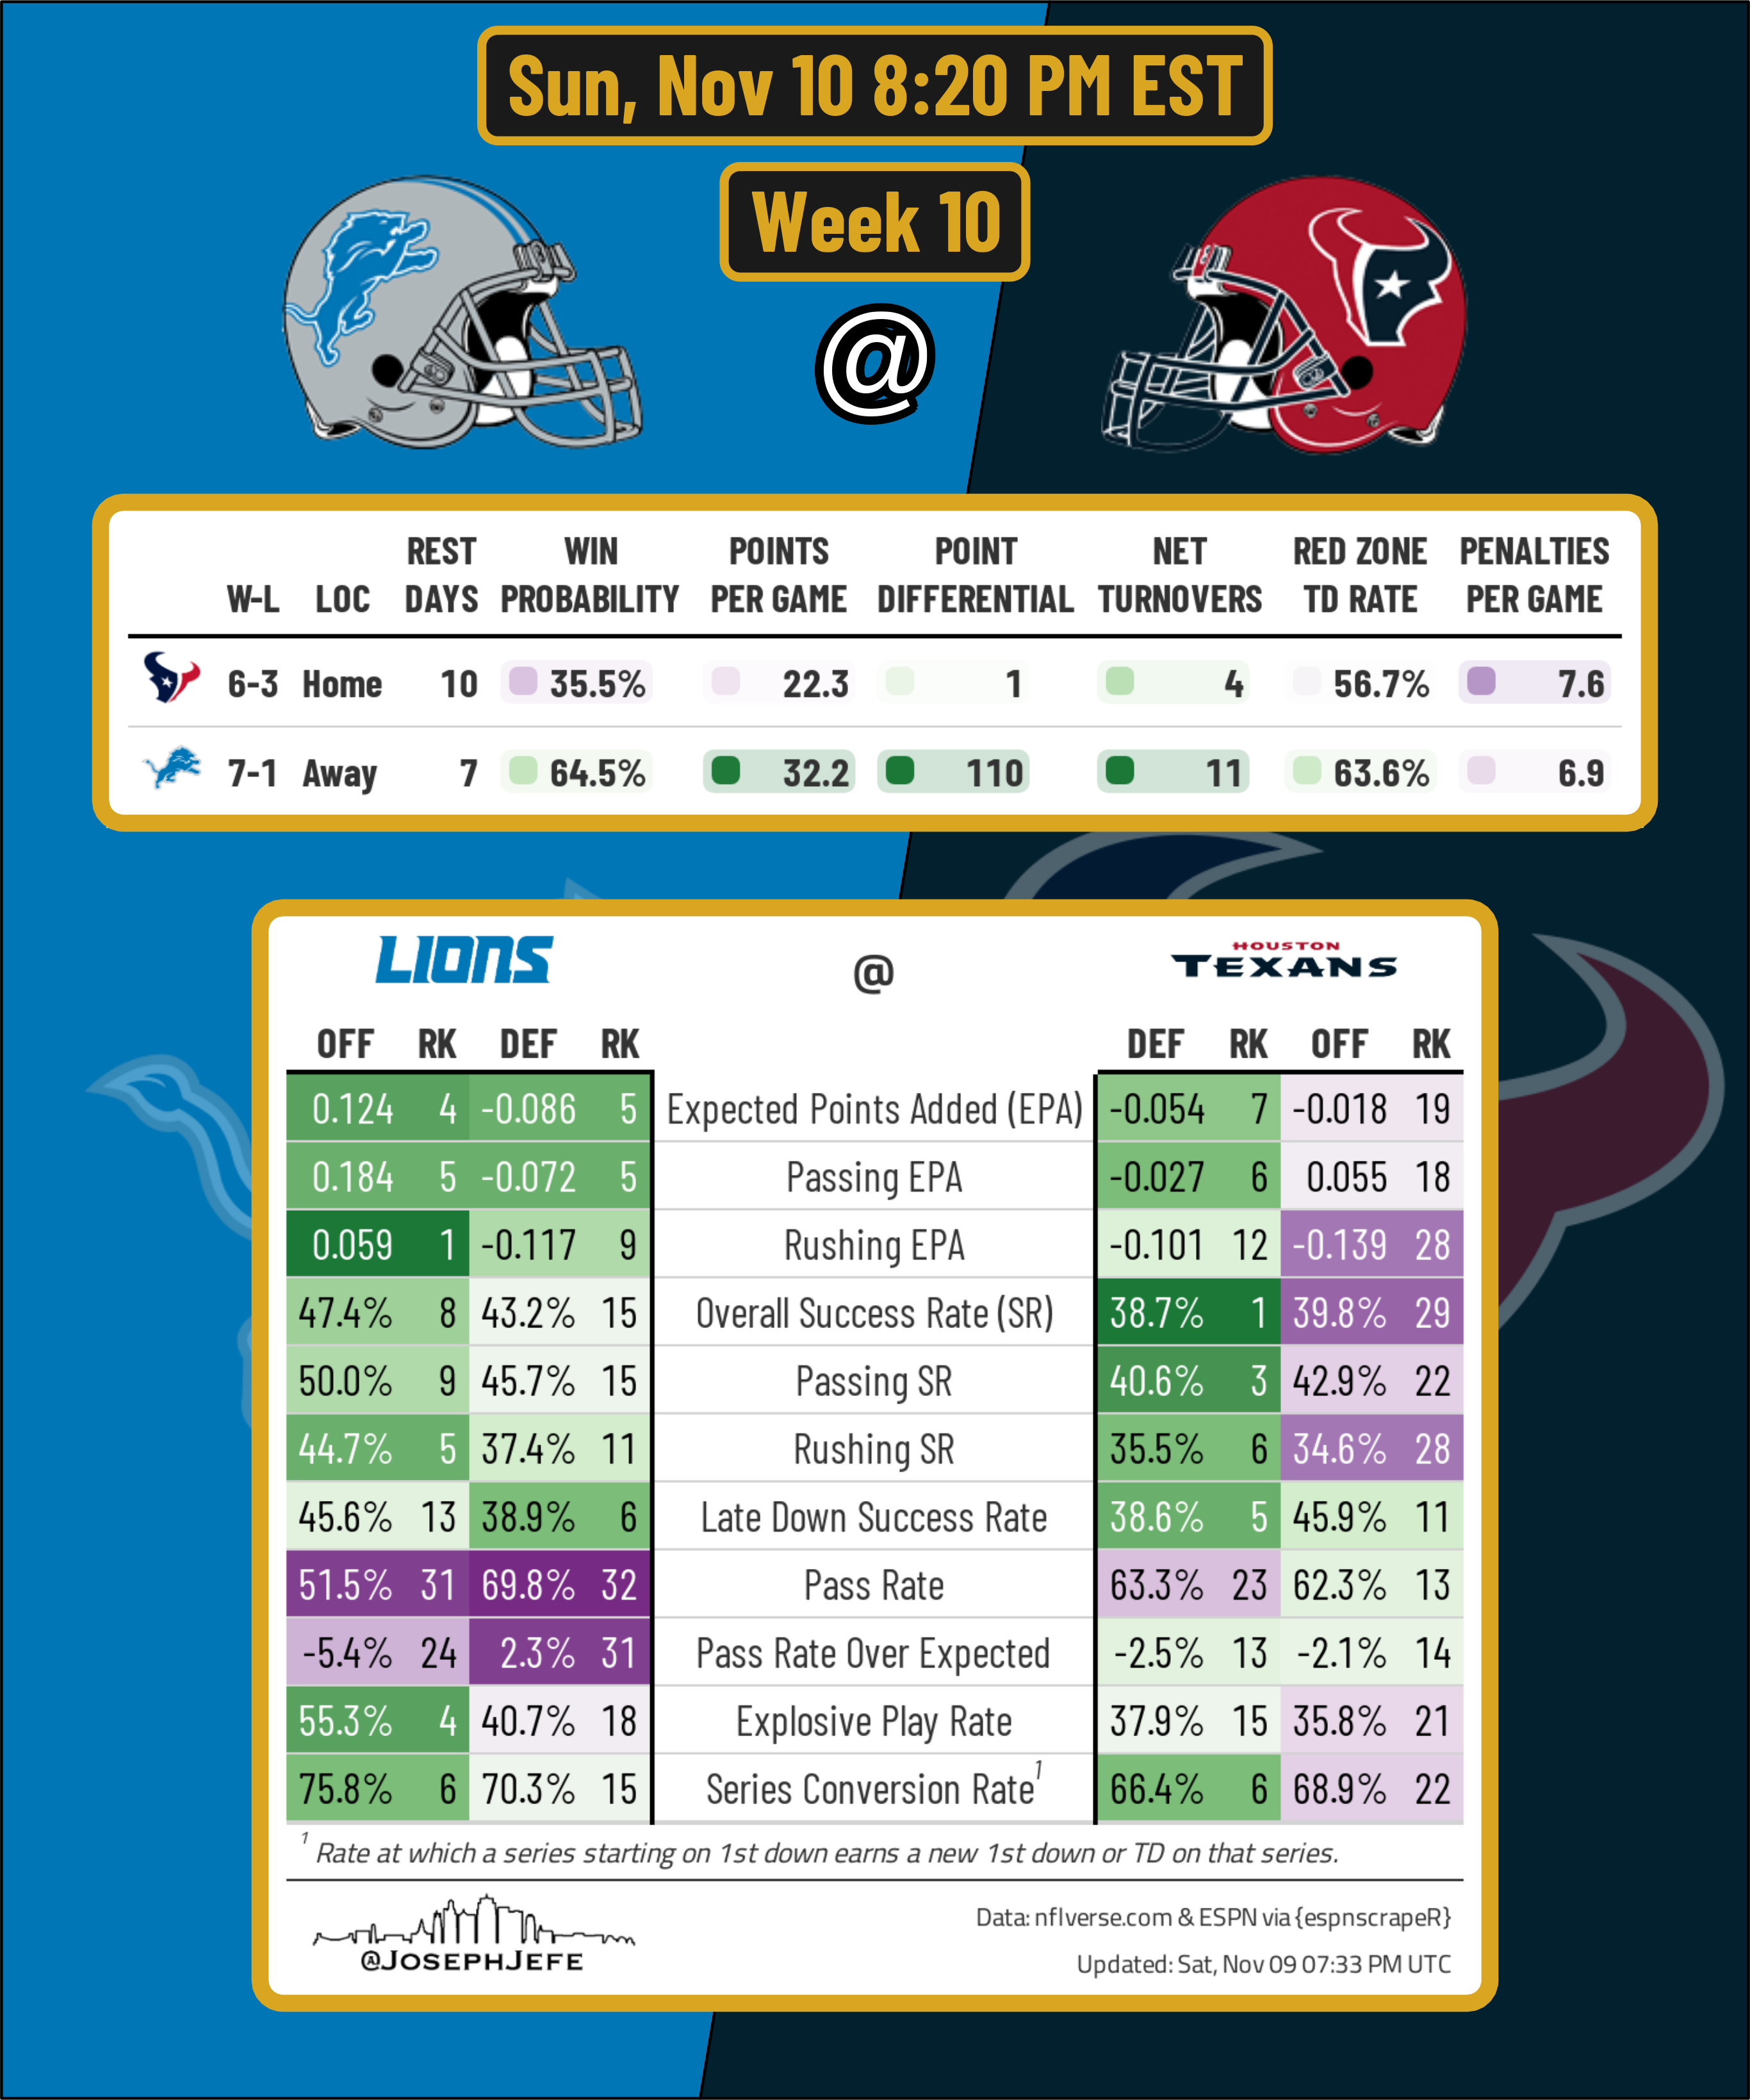 Sun, Nov 10 8:20 PM EST
Week 10
@
W-L LOC REST DAYS WIN PROBABILITY POINTS PER GAME POINT DIFFERENTIAL NET TURNOVERS RED ZONE TD RATE PENALTIES PER GAME
6-3 Home 10 35.5% 22.3 1 4 56.7% 7.6
7-1 Away 7 64.5% 32.2 110 11 63.6% 6.9
LIONS @ HOUSTON TEXANS
OFF RK DEF RK DEF RK OFF RK
0.124 4 -0.086 5 Expected Points Added (EPA) -0.054 7 -0.018 19
0.184 5 -0.072 5 Passing EPA -0.027 6 0.055 18
0.059 1 -0.117 9 Rushing EPA -0.101 12 -0.139 28
47.4% 8 43.2% 15 Overall Success Rate (SR) 38.7% 1 39.8% 29
50.0% 9 45.7% 15 Passing SR 40.6% 3 42.9% 22
44.7% 5 37.4% 11 Rushing SR 35.5% 6 34.6% 28
45.6% 13 38.9% 6 Late Down Success Rate 38.6% 5 45.9% 11
51.5% 31 69.8% 32 Pass Rate 63.3% 23 62.3% 13
-5.4% 24 2.3% 31 Pass Rate Over Expected -2.5% 13 -2.1% 14
55.3% 4 40.7% 18 Explosive Play Rate 37.9% 15 35.8% 21
75.8% 6 70.3% 15 Series Conversion Rate1 66.4% 6 68.9% 22
1 Rate at which a series starting on 1st down earns a new 1st down or TD on that series.
@JOSEPHJEFE
Data: nflverse.com & ESPN via {espnscrapeR}
Updated: Sat, Nov 09 07:33 PM UTC